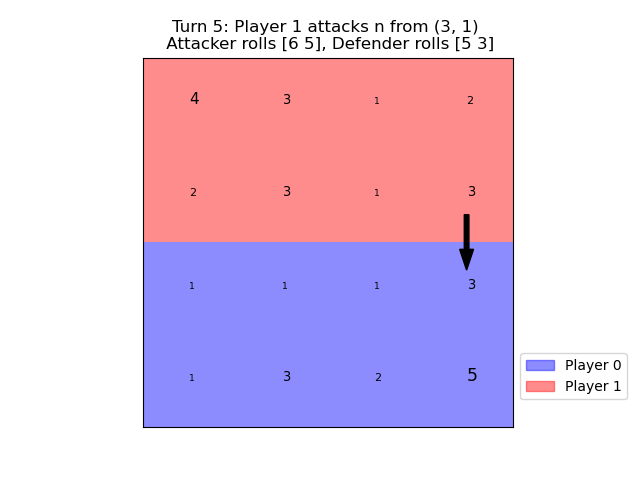 Turn 5: Player 1 attacks n from (3, 1)
Attacker rolls [6 5], Defender rolls [5 3]
4 3 1 2
2 3 1 3
1 1 1 3
1 3 2 5
Player 0
Player 1